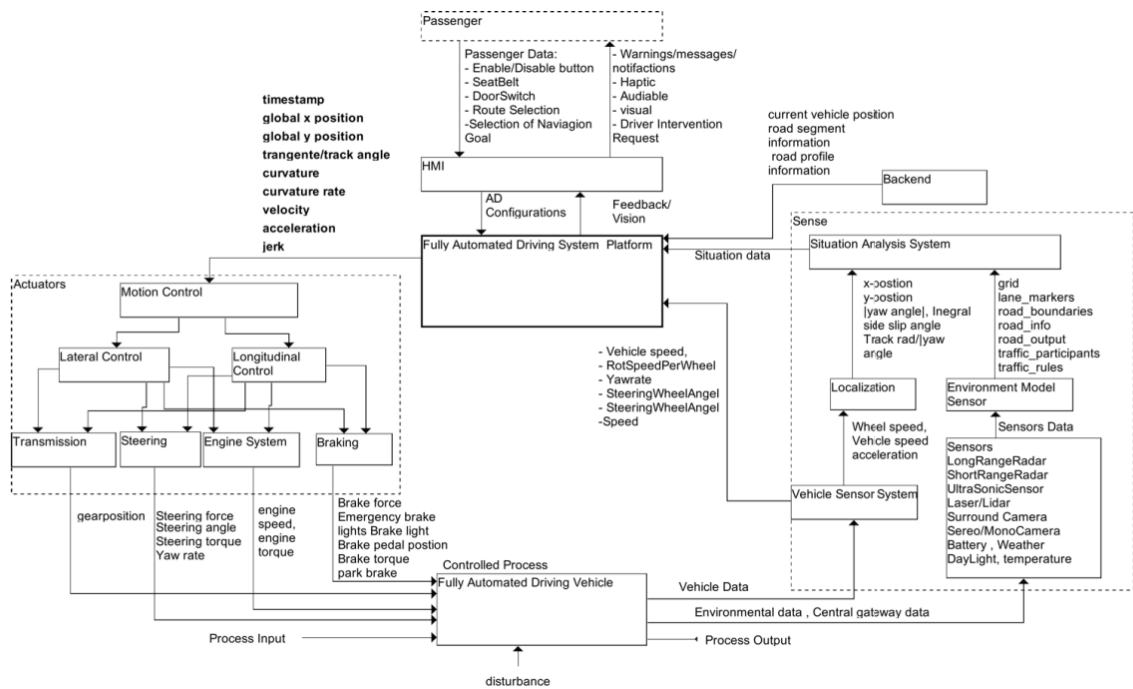 Passenger
Passenger Data:
- Enable/Disable button
- SeatBelt
- DoorSwitch
- Route Selection
-Selection of Naviagion
Goal
- Warnings/messages/
notifactions
- Haptic
- Audiable
- visual
- Driver Intervention
Request
timestamp
global x position
global y position
trangente/track angle
curvature
curvature rate
velocity
acceleration
jerk
current vehicle position
road segment
information
road profile
information
HMI
Backend
AD
Configurations
Feedback/
Vision
Sense
Fully Automated Driving System Platform
Situation data
Situation Analysis System
Actuators
Motion Control
x-postion
y-postion
|yaw angle|, Inegral
side slip angle
Track rad/|yaw
angle
grid
lane_markers
road_boundaries
road_info
road_output
traffic_participants
traffic_rules
Lateral Control
Longitudinal
Control
- Vehicle speed,
- RotSpeedPerWheel
- Yawrate
- SteeringWheelAngel
- SteeringWheelAngel
-Speed
Localization
Environment Model
Sensor
Wheel speed,
Vehcle speed
acceleration
Sensors Data
Transmission
Steering
Engine System
Braking
Sensors
LongRangeRadar
ShortRangeRadar
UltraSonicSensor
Laser/Lidar
Surround Camera
Sereo/MonoCamera
Battery , Weather
DayLight, temperature
Vehicle Sensor System
gearposition
Steering force
Steering angle
Steering torque
Yaw rate
engine
speed,
engine
torque
Brake force
Emergency brake
lights Brake light
Brake pedal postion
Brake torque
park brake
Controlled Process
Fully Automated Driving Vehicle
Vehicle Data
Environmental data , Central gateway data
Process Input
Process Output
disturbance